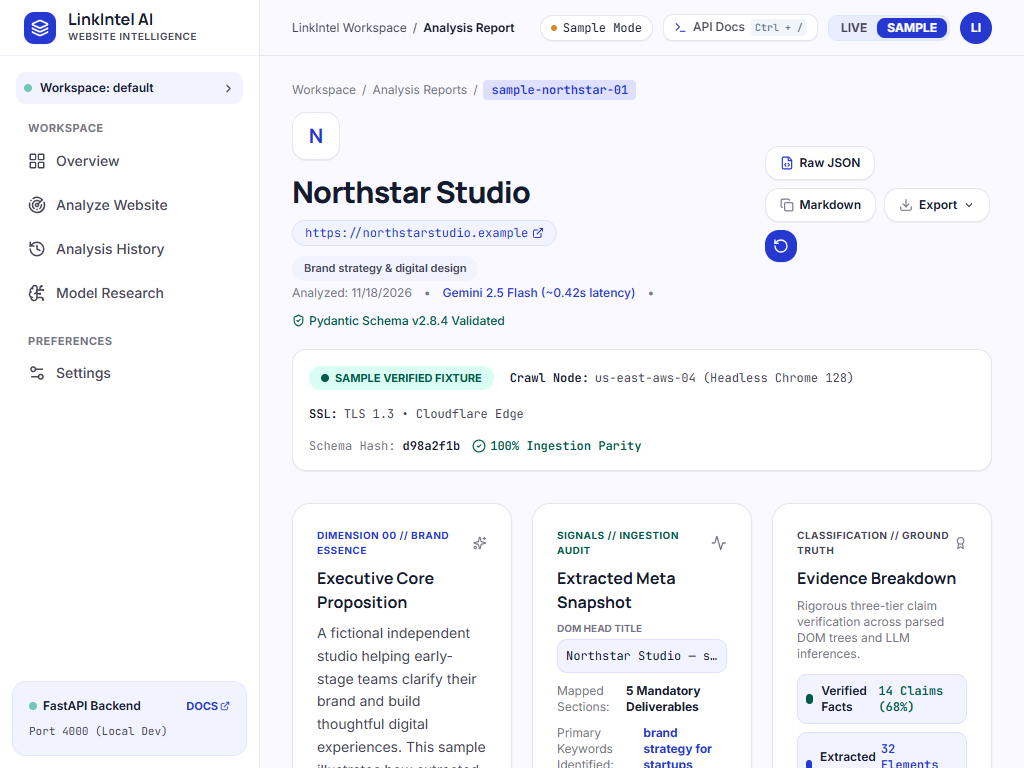 LinkIntel AI
WEBSITE INTELLIGENCE
Workspace: default
WORKSPACE
Overview
Analyze Website
Analysis History
Model Research
PREFERENCES
Settings
FastAPI Backend DOCS
Port 4000 (Local Dev)
LinkIntel Workspace / Analysis Report
Sample Mode
API Docs Ctrl + /
LIVE SAMPLE
LI
Workspace / Analysis Reports / sample-northstar-01
N
Northstar Studio
https://northstarstudio.example
Brand strategy & digital design
Analyzed: 11/18/2026 • Gemini 2.5 Flash (~0.42s latency) •
Pydantic Schema v2.8.4 Validated
Raw JSON
Markdown
Export
SAMPLE VERIFIED FIXTURE Crawl Node: us-east-aws-04 (Headless Chrome 128)
SSL: TLS 1.3 • Cloudflare Edge
Schema Hash: d98a2f1b 100% Ingestion Parity
DIMENSION 00 // BRAND
ESSENCE
Executive Core
Proposition
A fictional independent
studio helping early-
stage teams clarify their
brand and build
thoughtful digital
experiences. This sample
illustrates how extracted
SIGNALS // INGESTION
AUDIT
Extracted Meta
Snapshot
DOM HEAD TITLE
Northstar Studio — s…
Mapped Sections: 5 Mandatory Deliverables
Primary Keywords Identified: brand strategy for startups
CLASSIFICATION // GROUND
TRUTH
Evidence Breakdown
Rigorous three-tier claim
verification across parsed
DOM trees and LLM
inferences.
Verified Facts 14 Claims (68%)
Extracted 32 Elements